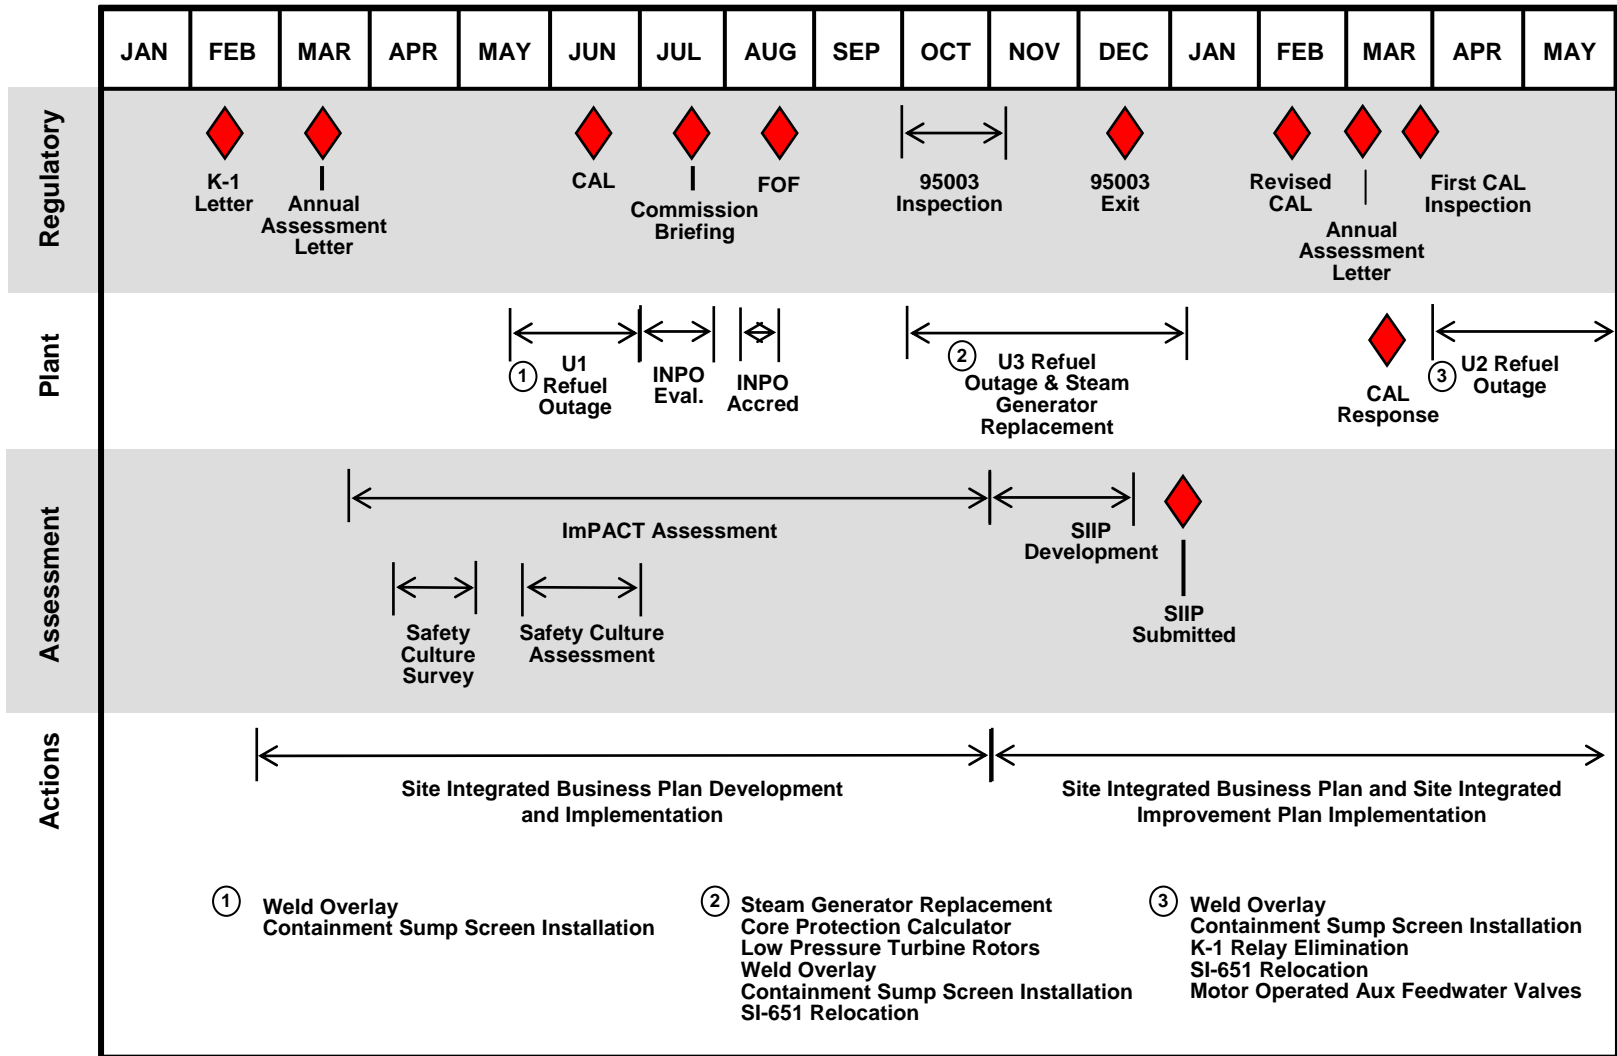 JAN FEB MAR APR MAY JUN JUL AUG SEP OCT NOV DEC JAN FEB MAR APR MAY
Regulatory
K-1
Letter
Annual
Assessment
Letter
CAL
Commission
Briefing
FOF
95003
Inspection
95003
Exit
Revised
CAL
Annual
Assessment
Letter
First CAL
Inspection
Plant
1
U1
Refuel
Outage
INPO
Eval.
INPO
Accred
2
U3 Refuel
Outage & Steam
Generator
Replacement
CAL
Response
3
U2 Refuel
Outage
Assessment
ImPACT Assessment
SIIP
Development
SIIP
Submitted
Safety
Culture
Survey
Safety Culture
Assessment
Actions
Site Integrated Business Plan Development
and Implementation
Site Integrated Business Plan and Site Integrated
Improvement Plan Implementation
1
Weld Overlay
Containment Sump Screen Installation
2
Steam Generator Replacement
Core Protection Calculator
Low Pressure Turbine Rotors
Weld Overlay
Containment Sump Screen Installation
SI-651 Relocation
3
Weld Overlay
Containment Sump Screen Installation
K-1 Relay Elimination
SI-651 Relocation
Motor Operated Aux Feedwater Valves